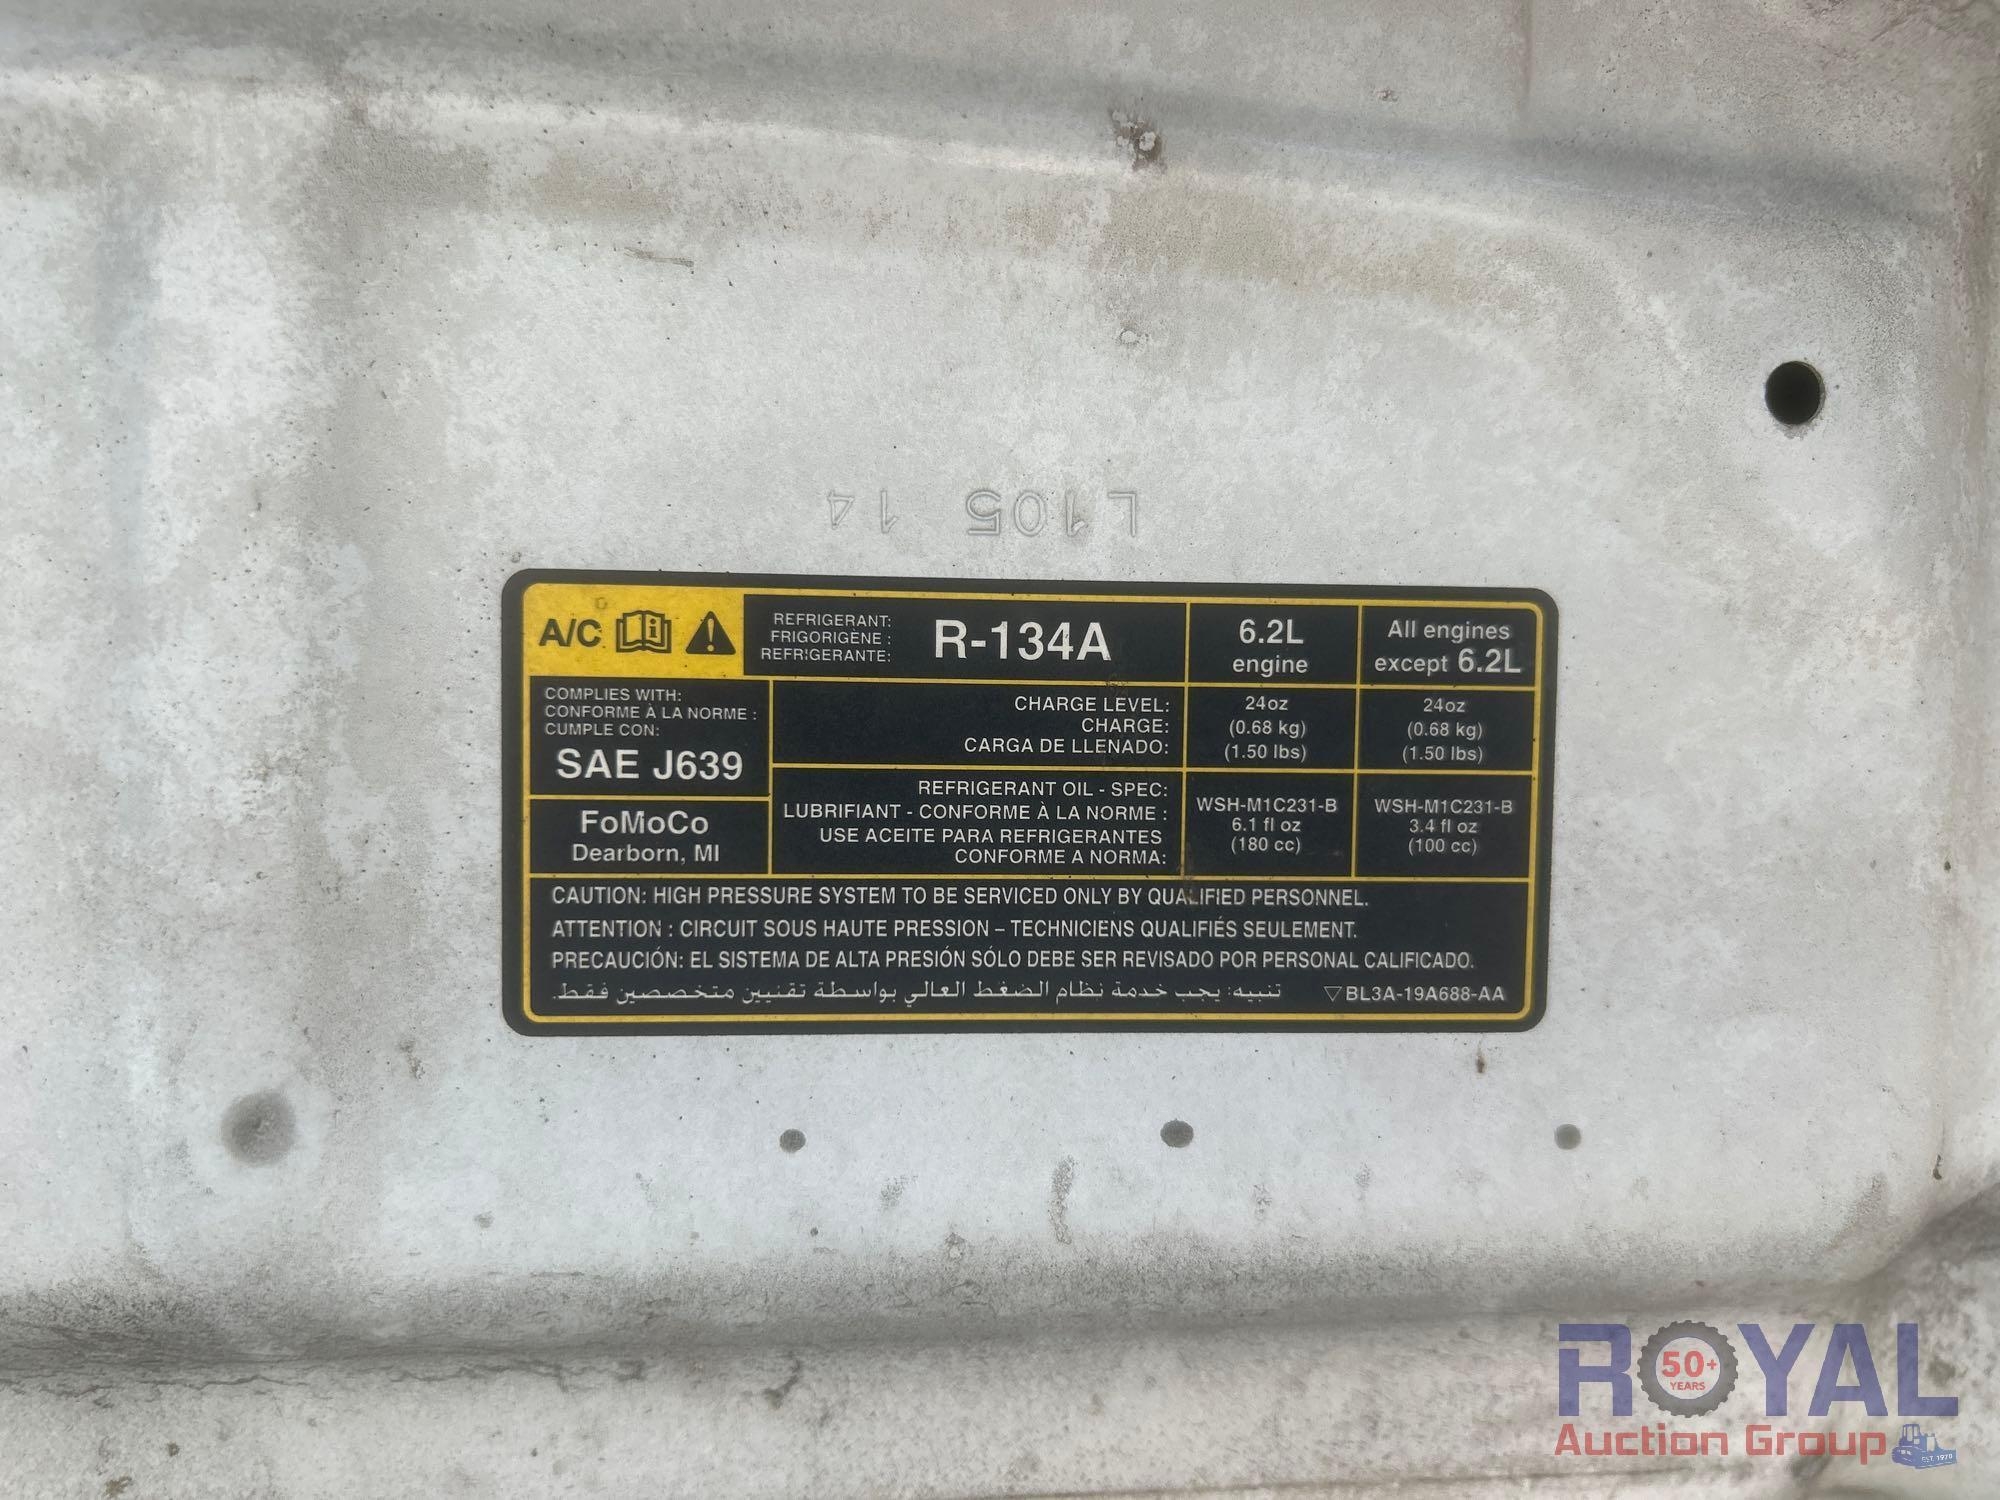 L105 14
A/C
REFRIGERANT:
FRIGORIGÈNE :
REFRIGERANTE:
R-134A
6.2L
engine
All engines
except 6.2L
COMPLIES WITH:
CONFORME À LA NORME :
CUMPLE CON:
SAE J639
CHARGE LEVEL:
CHARGE:
CARGA DE LLENADO:
24oz
(0.68 kg)
(1.50 lbs)
24oz
(0.68 kg)
(1.50 lbs)
FoMoCo
Dearborn, MI
REFRIGERANT OIL - SPEC:
LUBRIFIANT - CONFORME À LA NORME :
USE ACEITE PARA REFRIGERANTES
CONFORME A NORMA:
WSH-M1C231-B
6.1 fl oz
(180 cc)
WSH-M1C231-B
3.4 fl oz
(100 cc)
CAUTION: HIGH PRESSURE SYSTEM TO BE SERVICED ONLY BY QUALIFIED PERSONNEL.
ATTENTION : CIRCUIT SOUS HAUTE PRESSION – TECHNICIENS QUALIFIÉS SEULEMENT.
PRECAUCIÓN: EL SISTEMA DE ALTA PRESIÓN SÓLO DEBE SER REVISADO POR PERSONAL CALIFICADO.
تنبيه: يجب خدمة نظام الضغط العالي بواسطة تقنيين متخصصين فقط.
▽BL3A-19A688-AA
ROYAL
50+
YEARS
Auction Group
EST. 1970